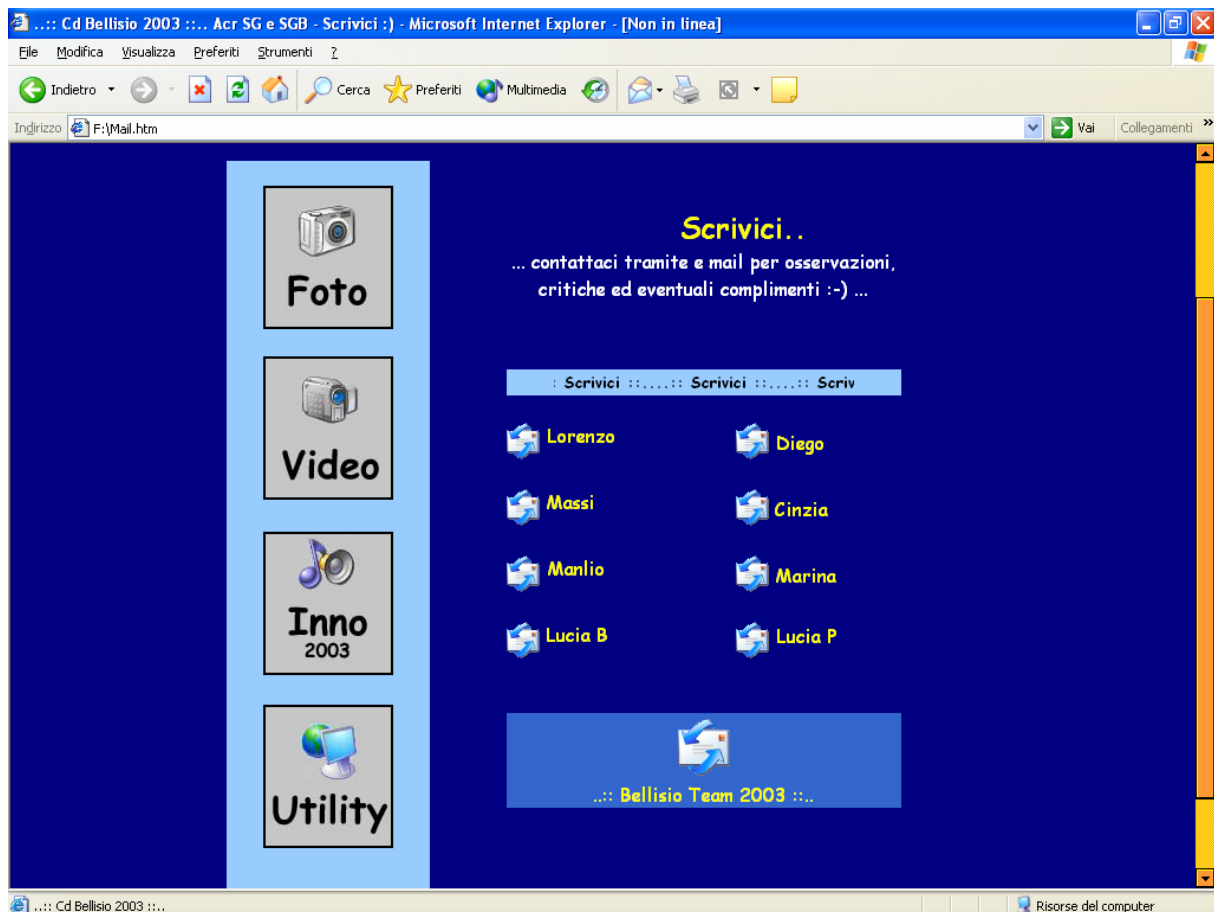 ..:: Cd Bellisio 2003 ::.. Acr SG e SGB - Scrivici :) - Microsoft Internet Explorer - [Non in linea]
File Modifica Visualizza Preferiti Strumenti ?
Indietro Cerca Preferiti Multimedia
Indirizzo F:\Mail.htm Vai Collegamenti »
Foto
Video
Inno
2003
Utility
Scrivici..
... contattaci tramite e mail per osservazioni,
critiche ed eventuali complimenti :-) ...
: Scrivici ::....:: Scrivici ::....:: Scriv
Lorenzo Diego
Massi Cinzia
Manlio Marina
Lucia B Lucia P
..:: Bellisio Team 2003 ::..
..:: Cd Bellisio 2003 ::.. Risorse del computer